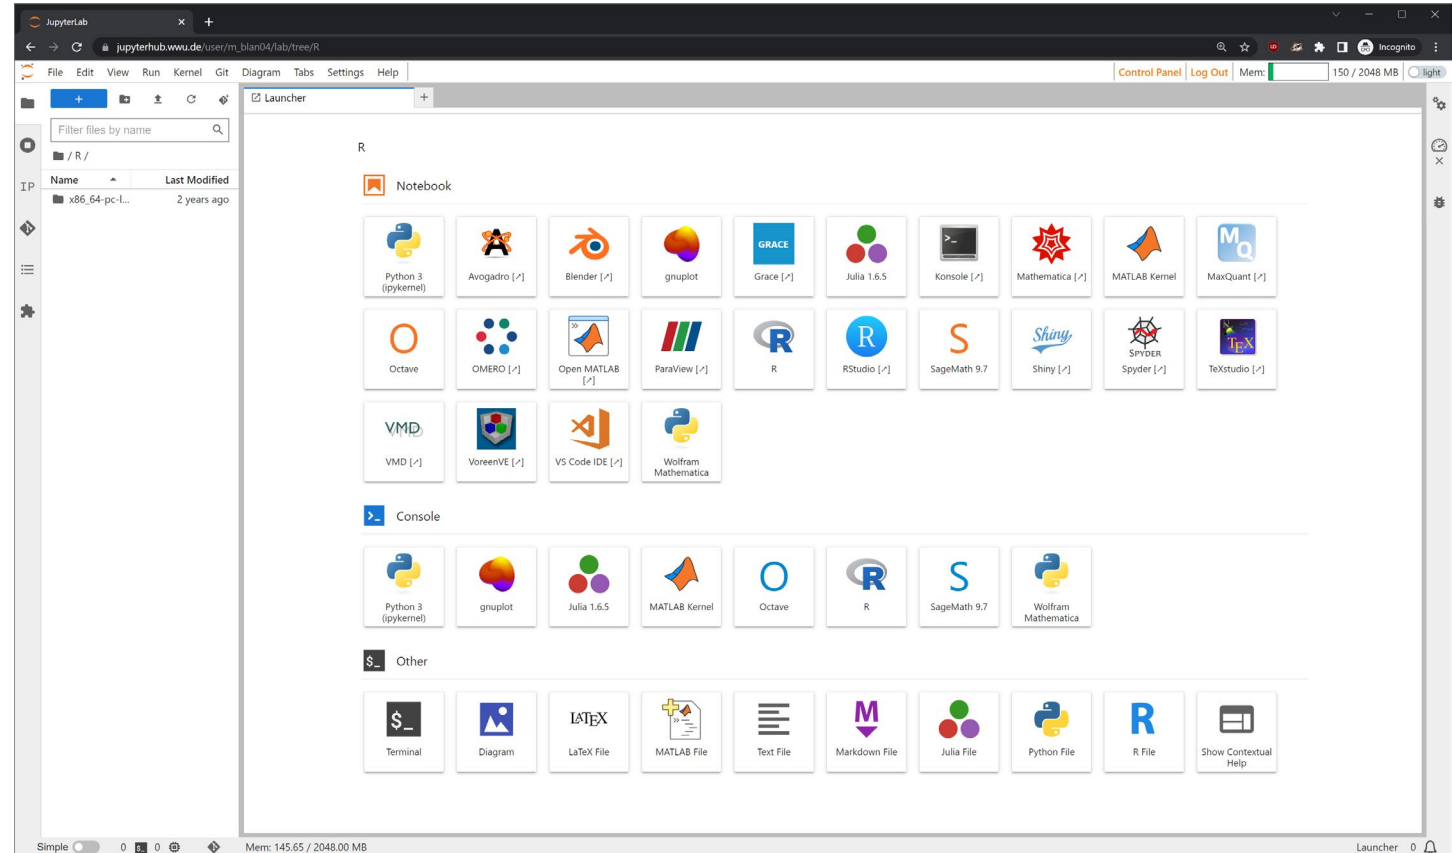 JupyterLab
jupyterhub.wwu.de/user/m_blan04/lab/tree/R
Incognito
File Edit View Run Kernel Git Diagram Tabs Settings Help
Control Panel Log Out Mem: 150 / 2048 MB light
+
Launcher
Filter files by name
/ R /
Name Last Modified
x86_64-pc-l... 2 years ago
IP
R
Notebook
Python 3
(ipykernel)
Avogadro [↗]
Blender [↗]
gnuplot
GRACE
Grace [↗]
Julia 1.6.5
>_
Konsole [↗]
Mathematica [↗]
MATLAB Kernel
MQ
MaxQuant [↗]
O
Octave
OMERO [↗]
Open MATLAB
[↗]
ParaView [↗]
R
R
R
RStudio [↗]
S
SageMath 9.7
Shiny
Shiny [↗]
SPYDER
Spyder [↗]
TEX
TeXstudio [↗]
VMD
VMD [↗]
VoreenVE [↗]
VS Code IDE [↗]
Wolfram
Mathematica
>_ Console
Python 3
(ipykernel)
gnuplot
Julia 1.6.5
MATLAB Kernel
O
Octave
R
R
S
SageMath 9.7
Wolfram
Mathematica
$_ Other
$_
Terminal
Diagram
LATEX
LaTeX File
MATLAB File
Text File
M
Markdown File
Julia File
Python File
R
R File
Show Contextual
Help
Simple 0 $_ 0 Mem: 145.65 / 2048.00 MB
Launcher 0